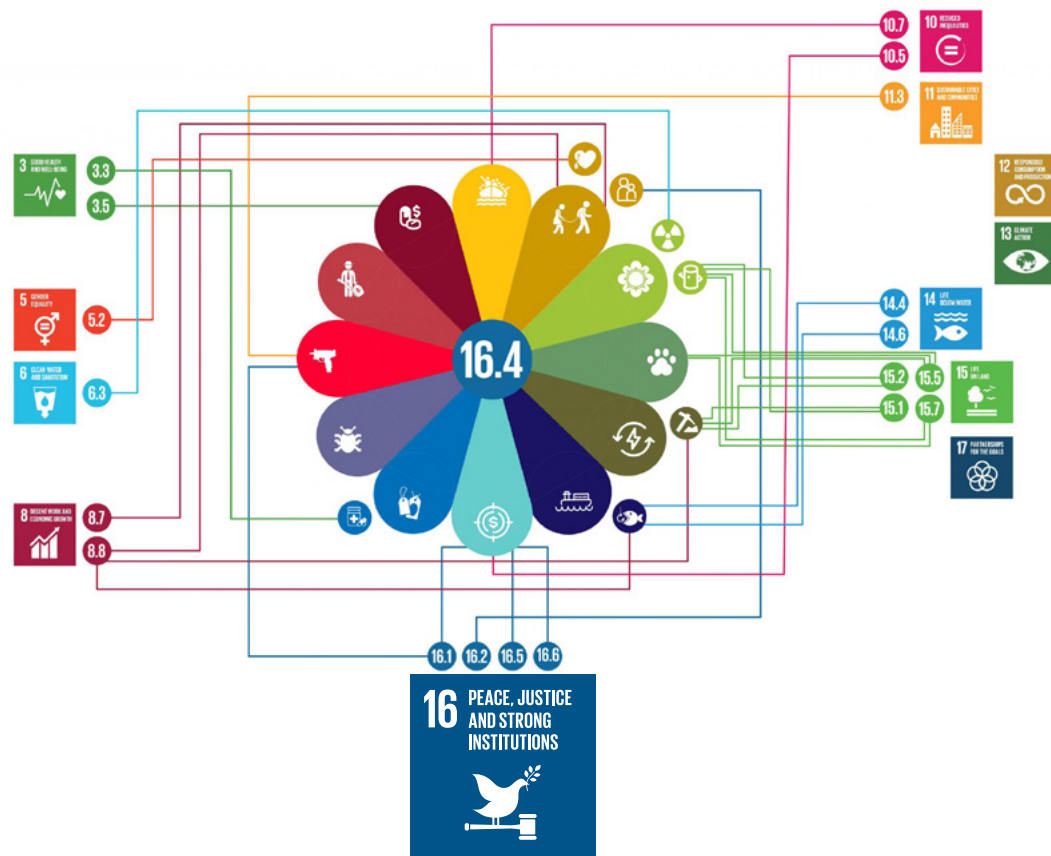 10.7
10 REDUCED
INEQUALITIES
10.5
11.3
11 SUSTAINABLE CITIES
AND COMMUNITIES
3 GOOD HEALTH
AND WELL-BEING
3.3
3.5
12 RESPONSIBLE
CONSUMPTION
AND PRODUCTION
13 CLIMATE
ACTION
$
5 GENDER
EQUALITY
5.2
14.4
14 LIFE
BELOW WATER
14.6
16.4
6 CLEAN WATER
AND SANITATION
6.3
15.2
15.5
15 LIFE
ON LAND
15.1
15.7
17 PARTNERSHIPS
FOR THE GOALS
8 DECENT WORK AND
ECONOMIC GROWTH
8.7
8.8
$
16.1
16.2
16.5
16.6
16 PEACE, JUSTICE
AND STRONG
INSTITUTIONS